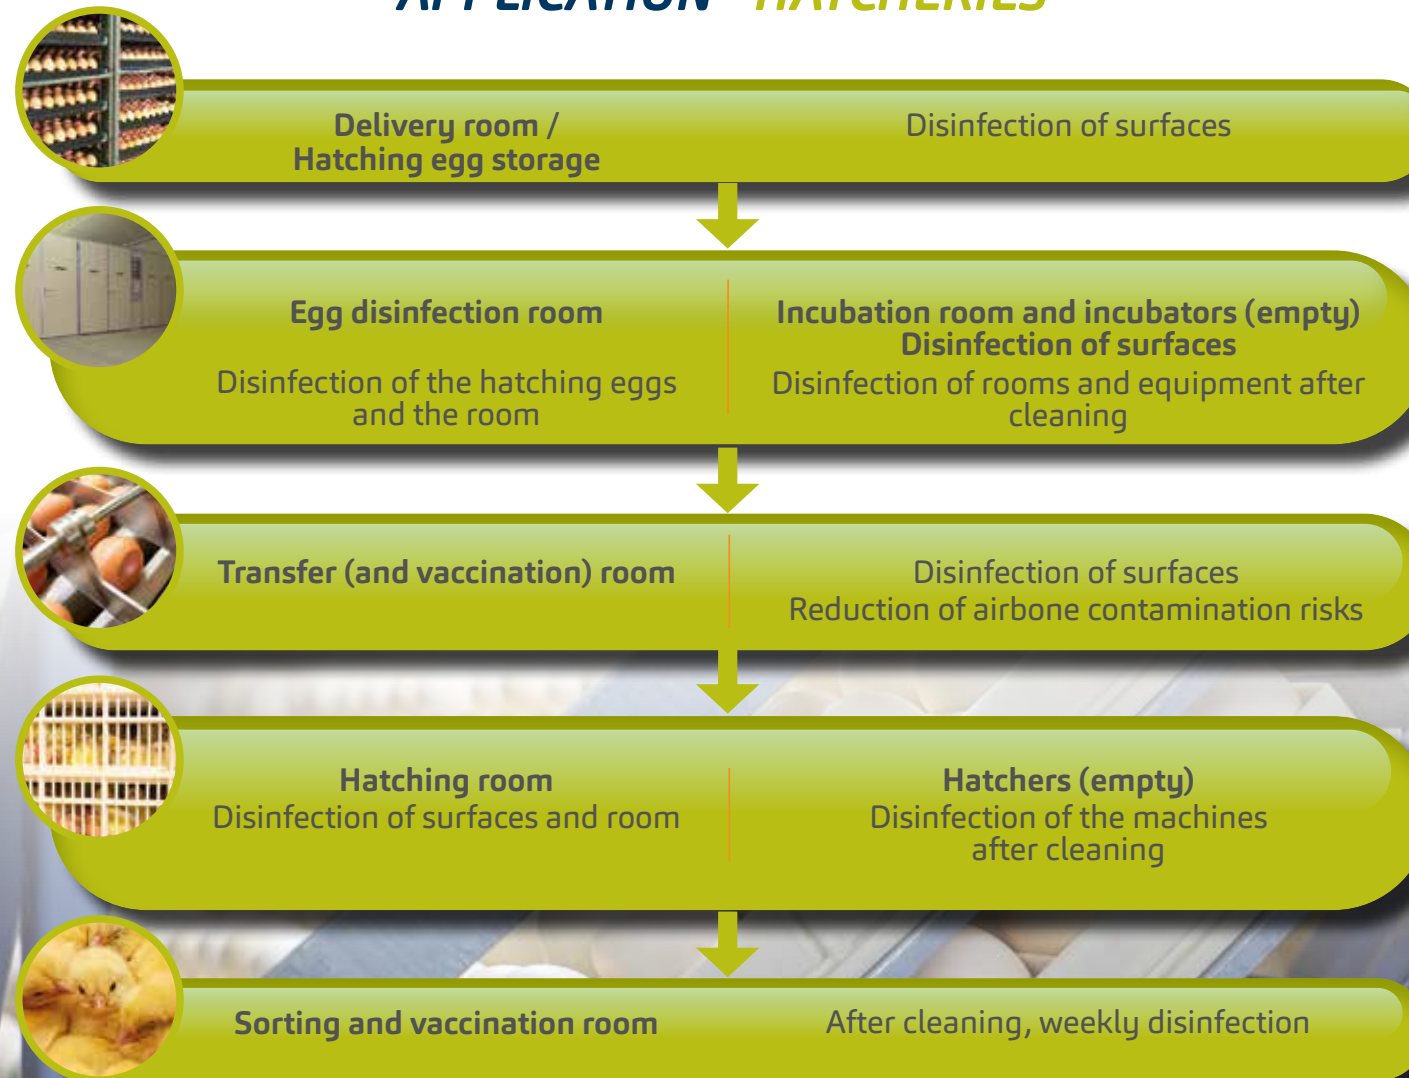 APPLICATION HATCHERIES
Delivery room /
Hatching egg storage
Disinfection of surfaces
Egg disinfection room
Disinfection of the hatching eggs
and the room
Incubation room and incubators (empty)
Disinfection of surfaces
Disinfection of rooms and equipment after
cleaning
Transfer (and vaccination) room
Disinfection of surfaces
Reduction of airbone contamination risks
Hatching room
Disinfection of surfaces and room
Hatchers (empty)
Disinfection of the machines
after cleaning
Sorting and vaccination room
After cleaning, weekly disinfection